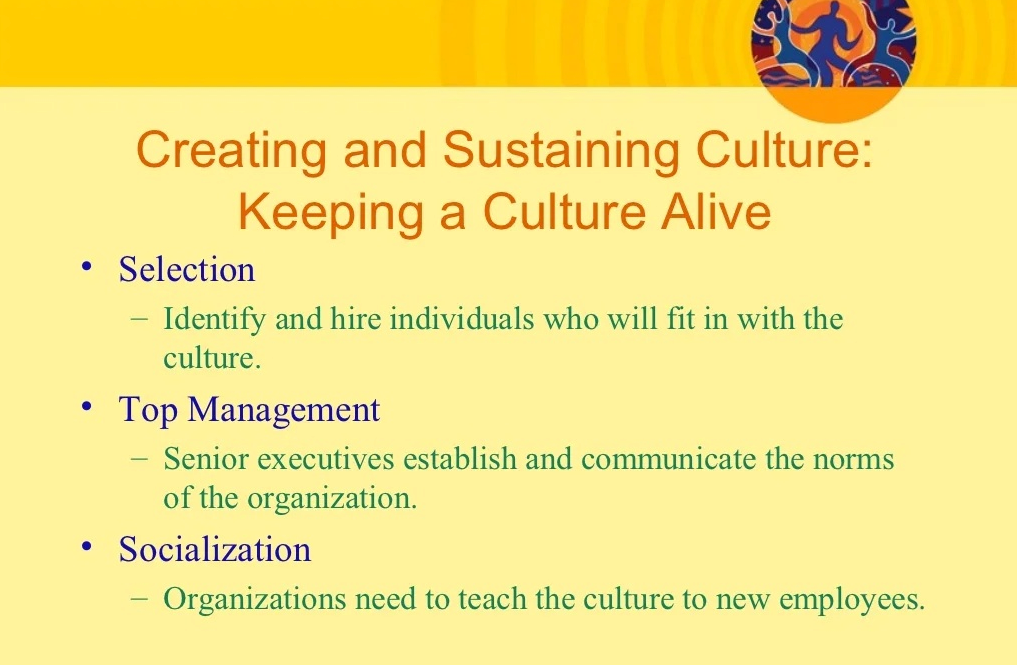 Creating and Sustaining Culture:
Keeping a Culture Alive
• Selection
– Identify and hire individuals who will fit in with the
culture.
• Top Management
– Senior executives establish and communicate the norms
of the organization.
• Socialization
– Organizations need to teach the culture to new employees.